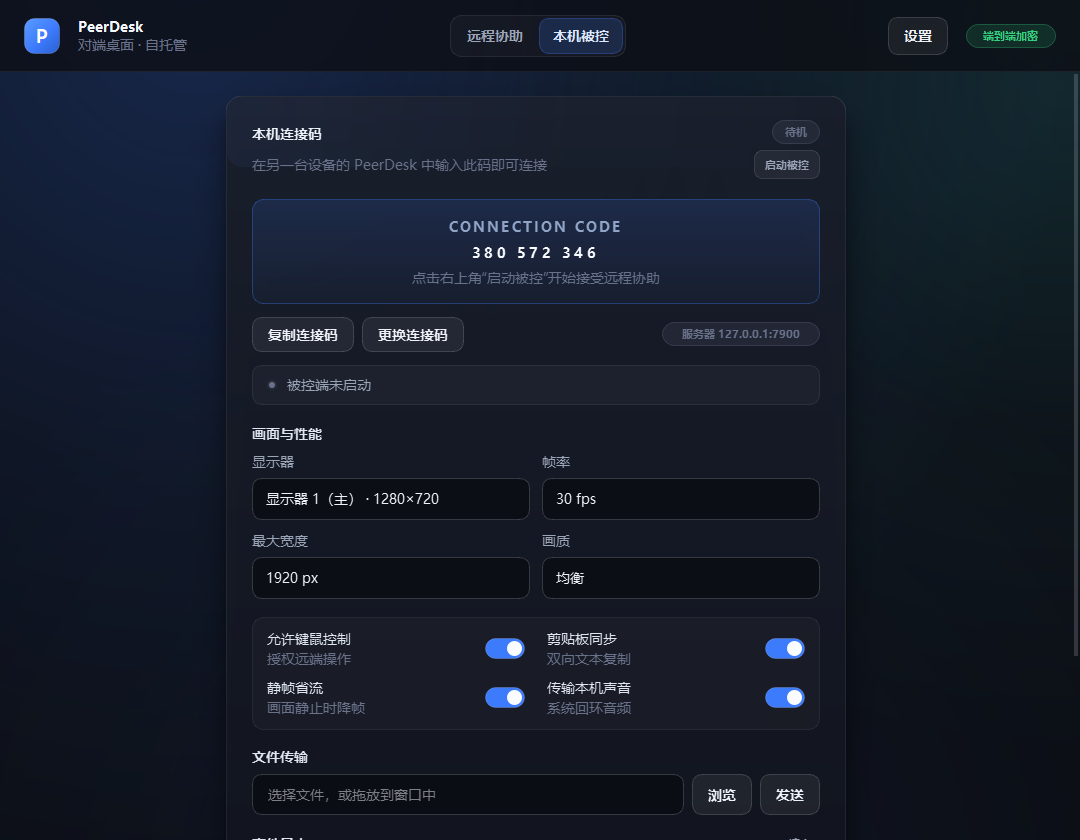 P
PeerDesk
对端桌面 · 自托管
远程协助
本机被控
设置
端到端加密
本机连接码
待机
在另一台设备的 PeerDesk 中输入此码即可连接
启动被控
CONNECTION CODE
380 572 346
点击右上角“启动被控”开始接受远程协助
复制连接码
更换连接码
服务器 127.0.0.1:7900
被控端未启动
画面与性能
显示器
帧率
显示器 1（主） · 1280×720
30 fps
最大宽度
画质
1920 px
均衡
允许键鼠控制
授权远端操作
剪贴板同步
双向文本复制
静帧省流
画面静止时降帧
传输本机声音
系统回环音频
文件传输
选择文件，或拖放到窗口中
浏览
发送